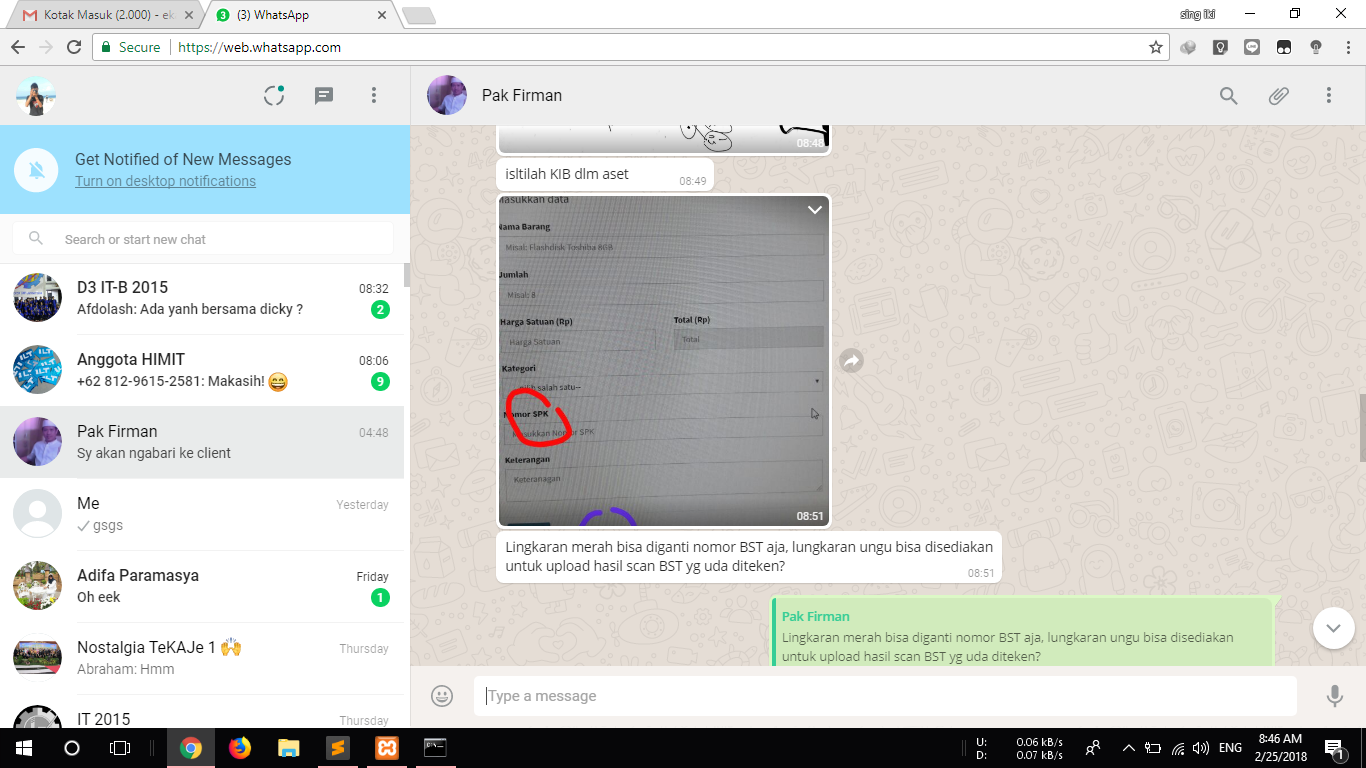 Kotak Masuk (2.000) - ek
(3) WhatsApp
sing iki
Secure
https://web.whatsapp.com
Get Notified of New Messages
Turn on desktop notifications
Search or start new chat
D3 IT-B 2015
08:32
Afdolash: Ada yanh bersama dicky ?
2
Anggota HIMIT
08:06
+62 812-9615-2581: Makasih! 😄
9
Pak Firman
04:48
Sy akan ngabari ke client
Me
Yesterday
gsgs
Adifa Paramasya
Friday
Oh eek
1
Nostalgia TeKAJe 1 🙌
Thursday
Abraham: Hmm
IT 2015
Thursday
Pak Firman
08:48
isltilah KIB dlm aset
08:49
masukkan data
Nama Barang
Misal: Flashdisk Toshiba 8GB
Jumlah
Misal: 8
Harga Satuan (Rp)
Total (Rp)
Harga Satuan
Total
Kategori
pilih salah satu--
Nomor SPK
Masukkan Nomor SPK
Keterangan
Kateranagan
08:51
Lingkaran merah bisa diganti nomor BST aja, lungkaran ungu bisa disediakan
untuk upload hasil scan BST yg uda diteken?
08:51
Pak Firman
Lingkaran merah bisa diganti nomor BST aja, lungkaran ungu bisa disediakan
untuk upload hasil scan BST yg uda diteken?
Type a message
U: 0.06 kB/s
D: 0.07 kB/s
ENG
8:46 AM
2/25/2018
1